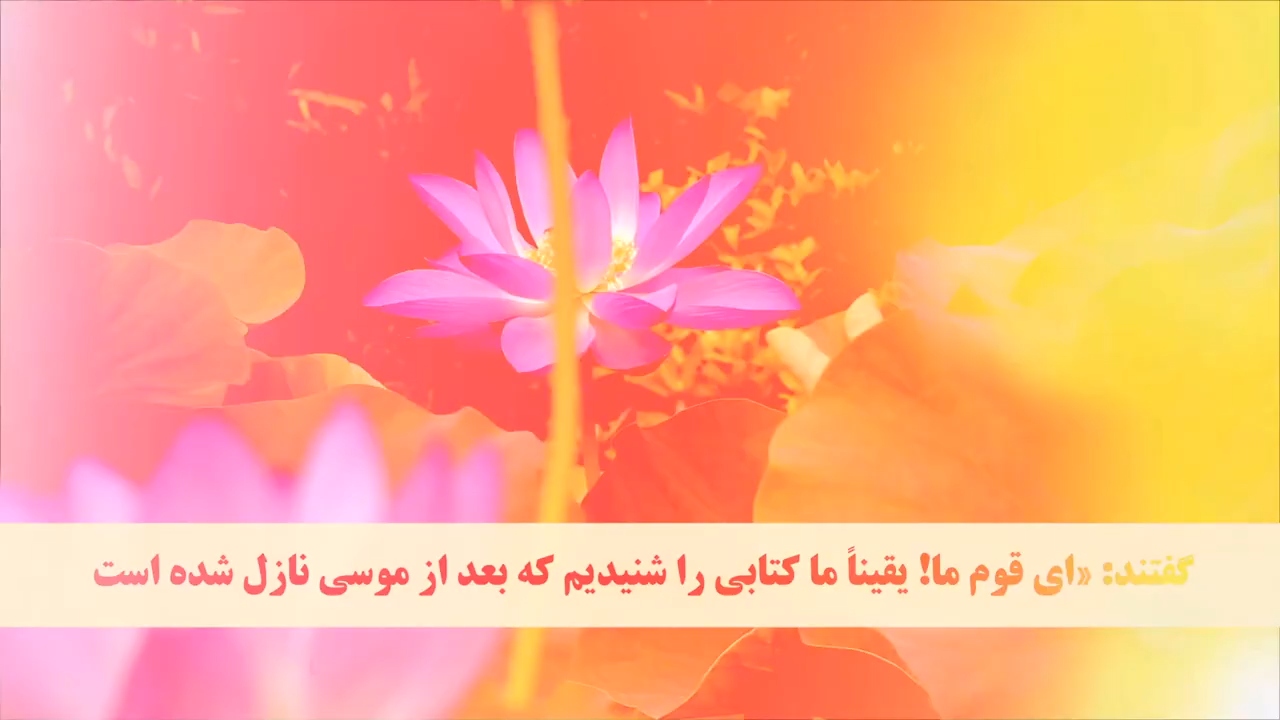 گفتند: «ای قوم ما! یقیناً ما کتابی را شنیدیم که بعد از موسی نازل شده است